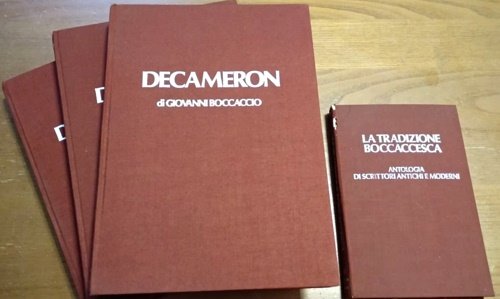 D
D
DECAMERON
di GIOVANNI BOCCACCIO
LA TRADIZIONE
BOCCACCESCA
ANTOLOGIA
DI SCRITTORI ANTICHI E MODERNI